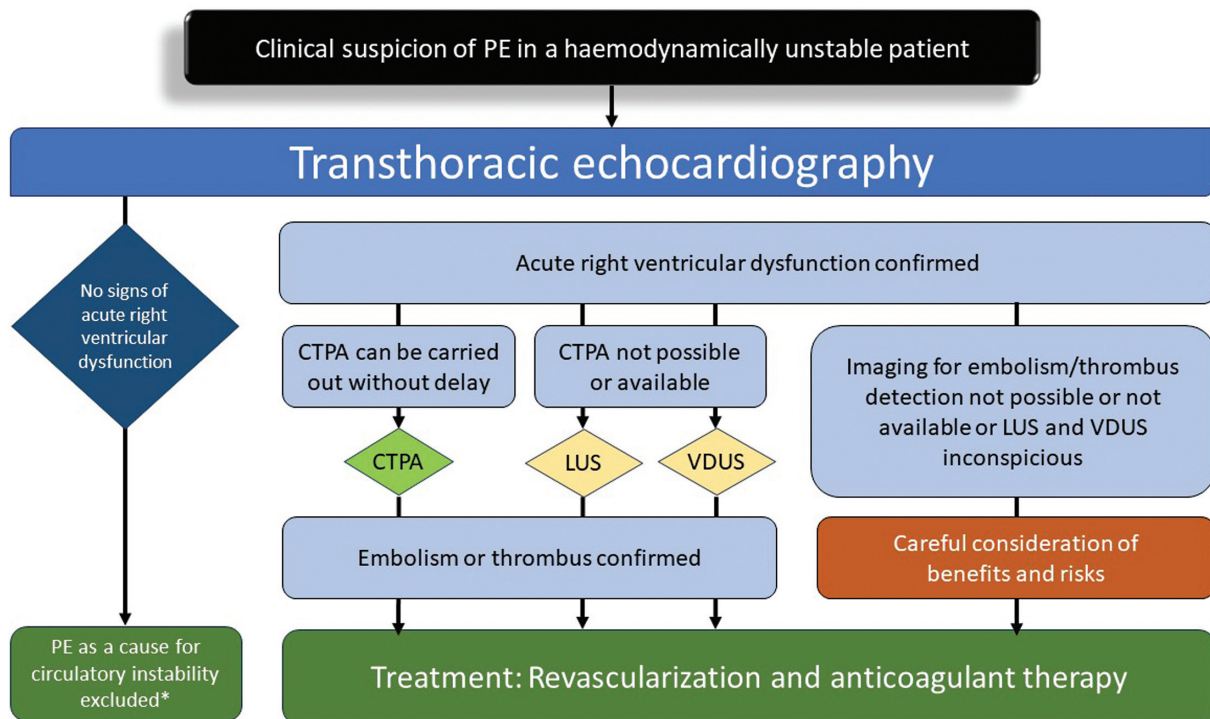 Clinical suspicion of PE in a haemodynamically unstable patient
Transthoracic echocardiography
No signs of
acute right
ventricular
dysfunction
PE as a cause for
circulatory instability
excluded*
Acute right ventricular dysfunction confirmed
CTPA can be carried
out without delay
CTPA not possible
or available
Imaging for embolism/thrombus
detection not possible or not
available or LUS and VDUS
inconspicious
CTPA
LUS
VDUS
Embolism or thrombus confirmed
Careful consideration of
benefits and risks
Treatment: Revascularization and anticoagulant therapy